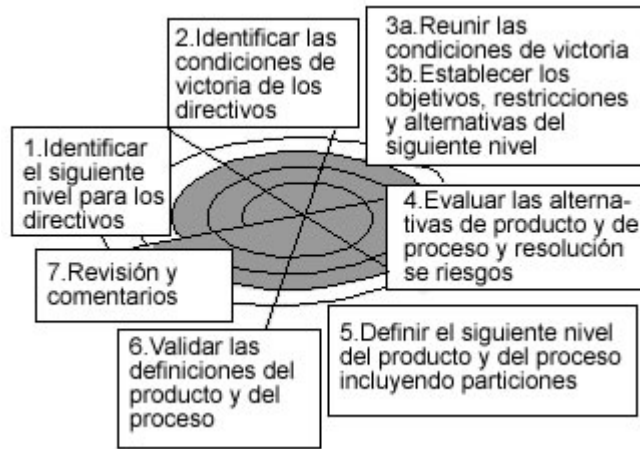 1.Identificar
el siguiente
nivel para los
directivos
2.Identificar las
condiciones de
victoria de los
directivos
3a.Reunir las
condiciones de victoria
3b.Establecer los
objetivos, restricciones
y alternativas del
siguiente nivel
4.Evaluar las alterna-
tivas de producto y de
proceso y resolución
se riesgos
5.Definir el siguiente nivel
del producto y del proceso
incluyendo particiones
6.Validar las
definiciones del
producto y del
proceso
7.Revisión y
comentarios